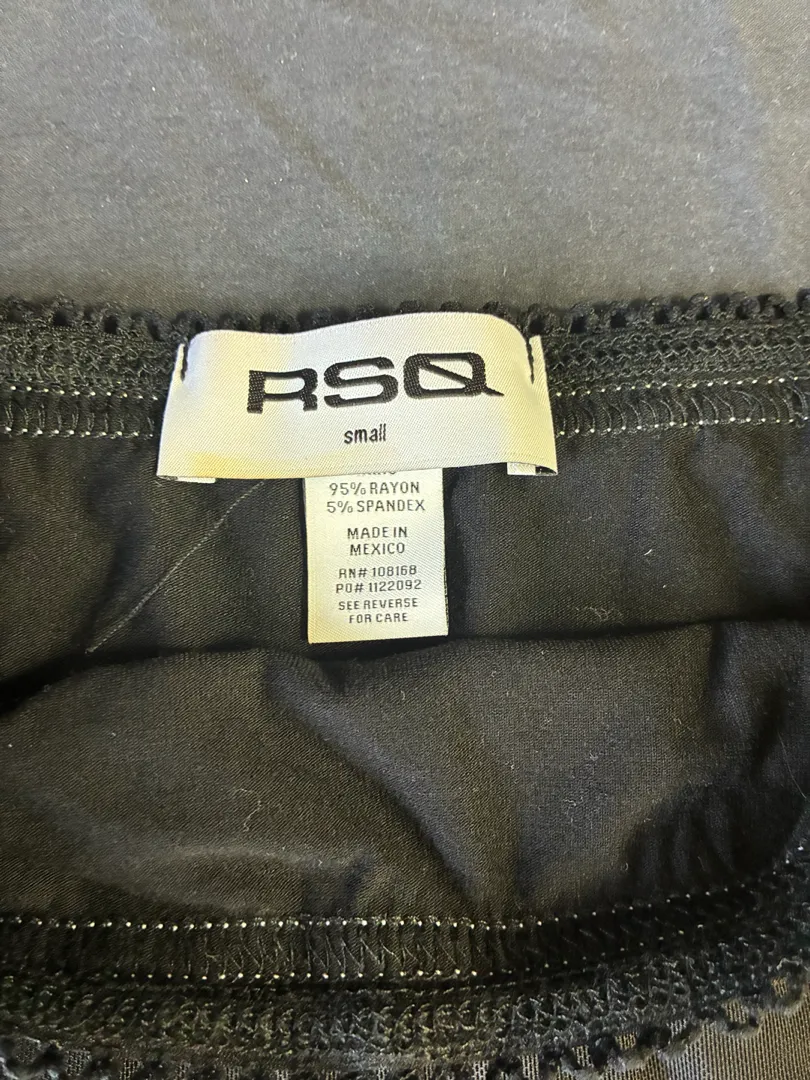 RSQ
small
95% RAYON
5% SPANDEX
MADE IN
MEXICO
RN# 108168
PO# 1122092
SEE REVERSE
FOR CARE